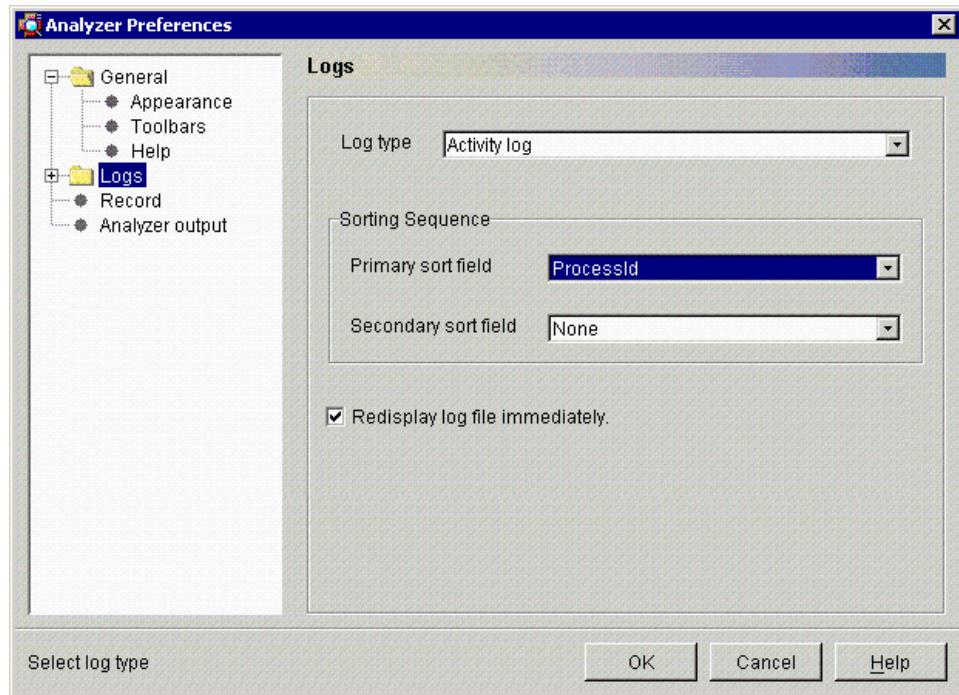 Analyzer Preferences
General
Appearance
Toolbars
Help
Logs
Record
Analyzer output
Logs
Log type Activity log
Sorting Sequence
Primary sort field ProcessId
Secondary sort field None
Redisplay log file immediately.
Select log type
OK Cancel Help